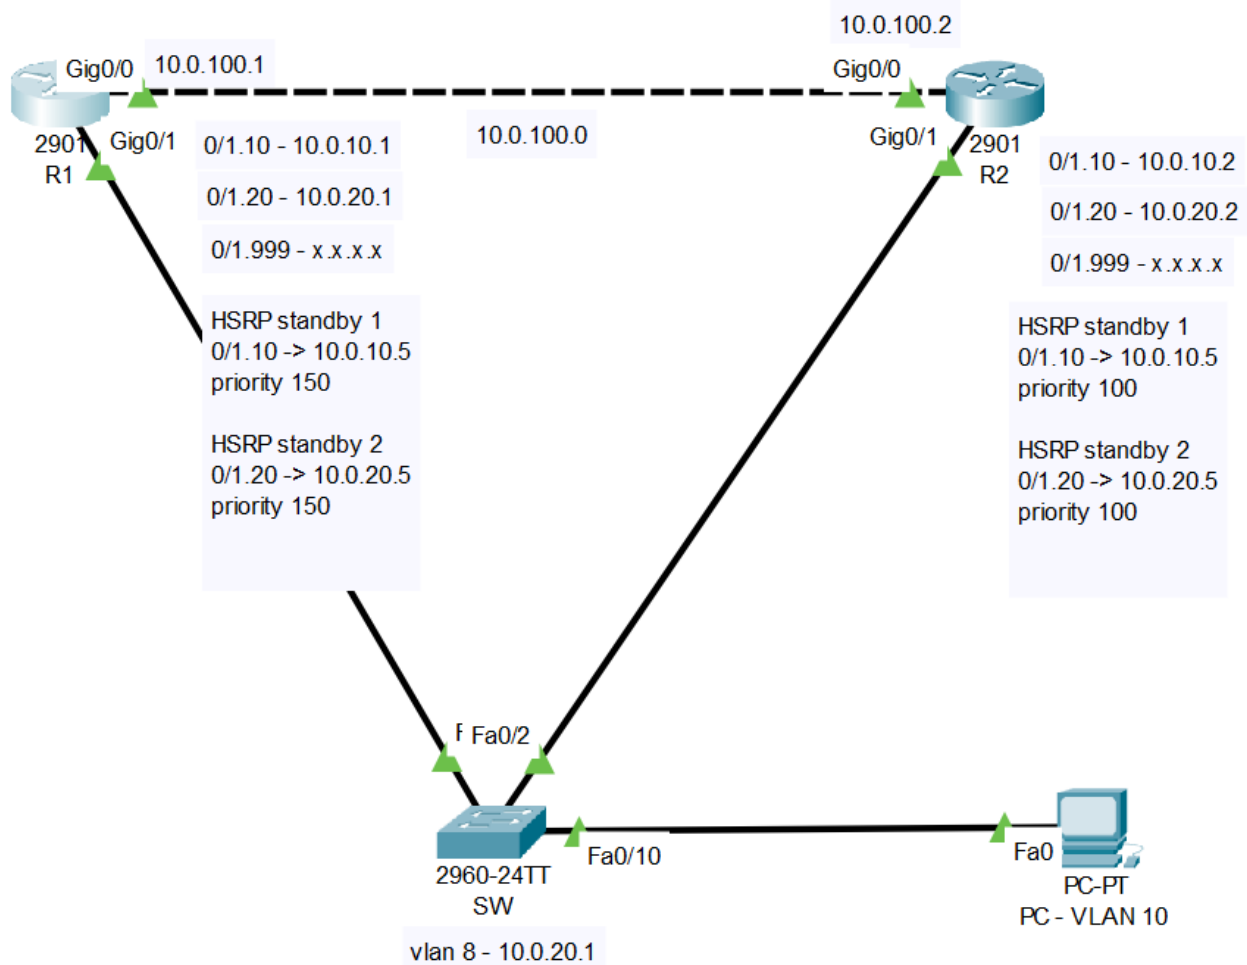 10.0.100.2
10.0.100.1
Gig0/0
Gig0/0
10.0.100.0
Gig0/1
Gig0/1
2901
R1
2901
R2
0/1.10 - 10.0.10.1
0/1.20 - 10.0.20.1
0/1.999 - x.x.x.x
0/1.10 - 10.0.10.2
0/1.20 - 10.0.20.2
0/1.999 - x.x.x.x
HSRP standby 1
0/1.10 -> 10.0.10.5
priority 150
HSRP standby 2
0/1.20 -> 10.0.20.5
priority 150
HSRP standby 1
0/1.10 -> 10.0.10.5
priority 100
HSRP standby 2
0/1.20 -> 10.0.20.5
priority 100
Fa0/2
Fa0/10
Fa0
2960-24TT
SW
PC-PT
PC - VLAN 10
vlan 8 - 10.0.20.1